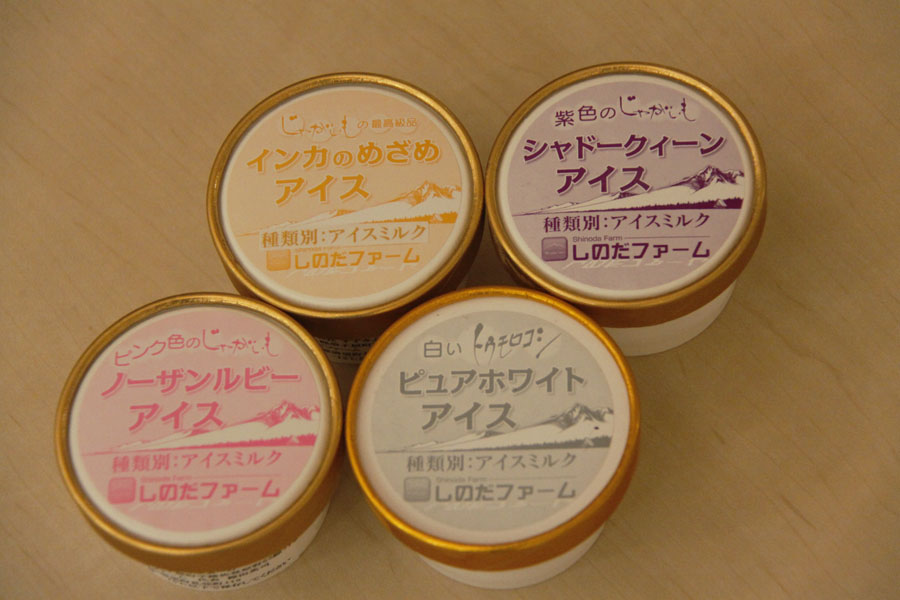 じゃがいもの最高級品
インカのめざめ
アイス
種類別:アイスミルク
しのだファーム
紫色のじゃがいも
シャドークィーン
アイス
種類別:アイスミルク
Shinoda Farm
しのだファーム
ピンク色のじゃがいも
ノーザンルビー
アイス
種類別:アイスミルク
Shinoda Farm
しのだファーム
白いトウモロコシ
ピュアホワイト
アイス
種類別:アイスミルク
Shinoda Farm
しのだファーム